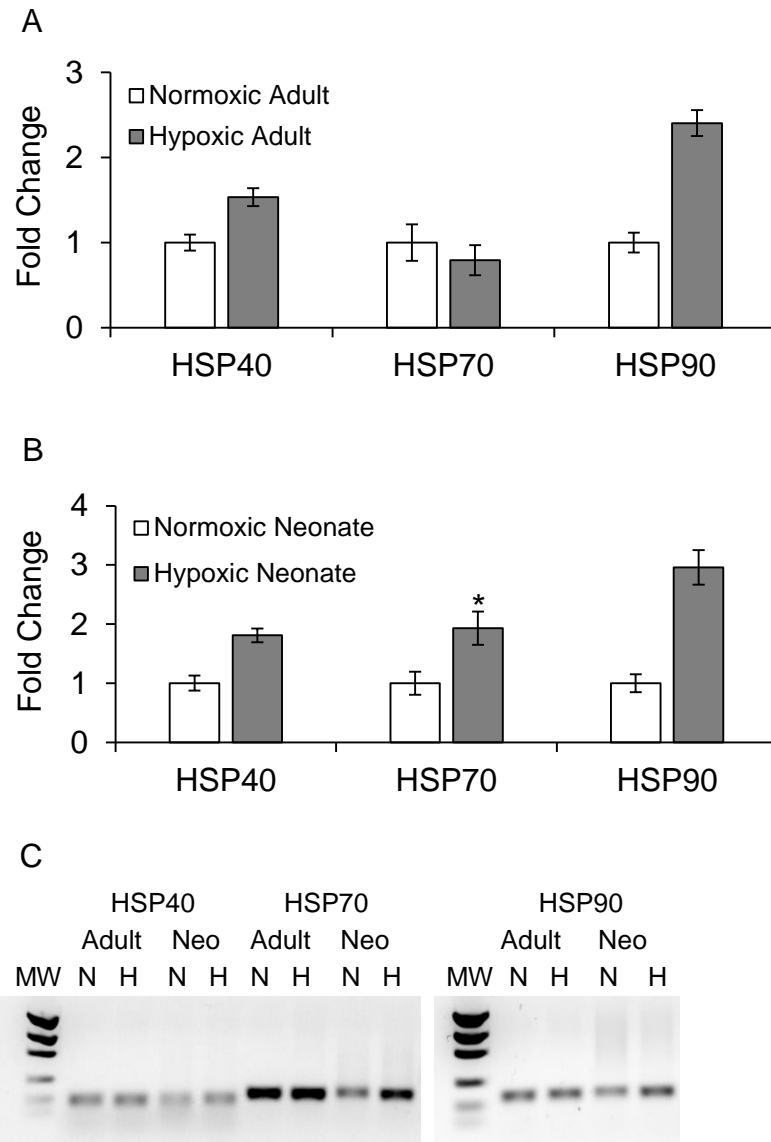 A
3
2
1
0
Fold Change
Normoxic Adult
Hypoxic Adult
HSP40 HSP70 HSP90
B
4
3
2
1
0
Fold Change
Normoxic Neonate
Hypoxic Neonate
*
HSP40 HSP70 HSP90
C
HSP40 HSP70 HSP90
Adult Neo Adult Neo Adult Neo
MW N H N H N H N H MW N H N H